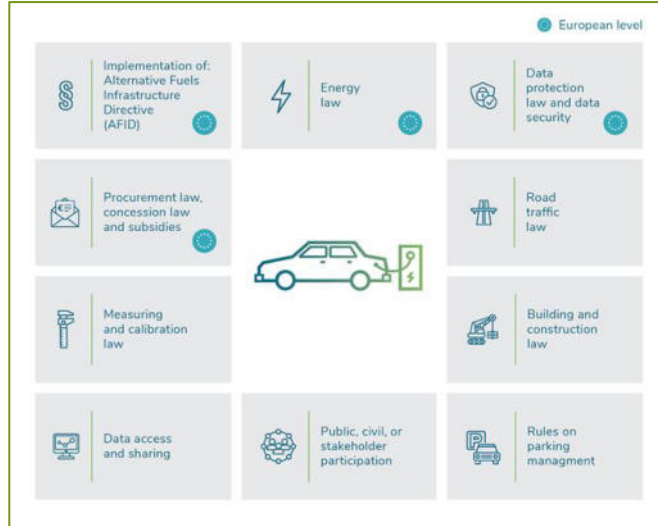 European level
Implementation of:
Alternative Fuels
Infrastructure
Directive
(AFID)
Energy
law
Data
protection
law and data
security
Procurement law,
concession law
and subsidies
Road
traffic
law
Measuring
and calibration
law
Building and
construction
law
Data access
and sharing
Public, civil, or
stakeholder
participation
Rules on
parking
managment